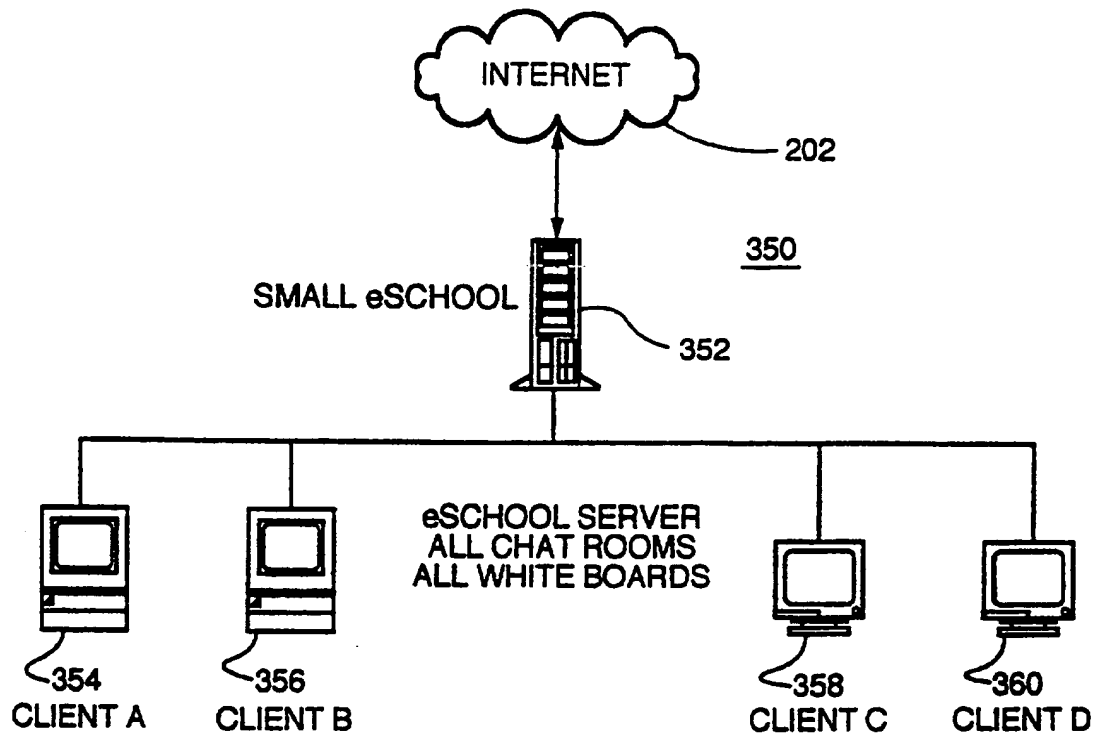 INTERNET
202
350
SMALL eSCHOOL
352
eSCHOOL SERVER
ALL CHAT ROOMS
ALL WHITE BOARDS
354
CLIENT A
356
CLIENT B
358
CLIENT C
360
CLIENT D